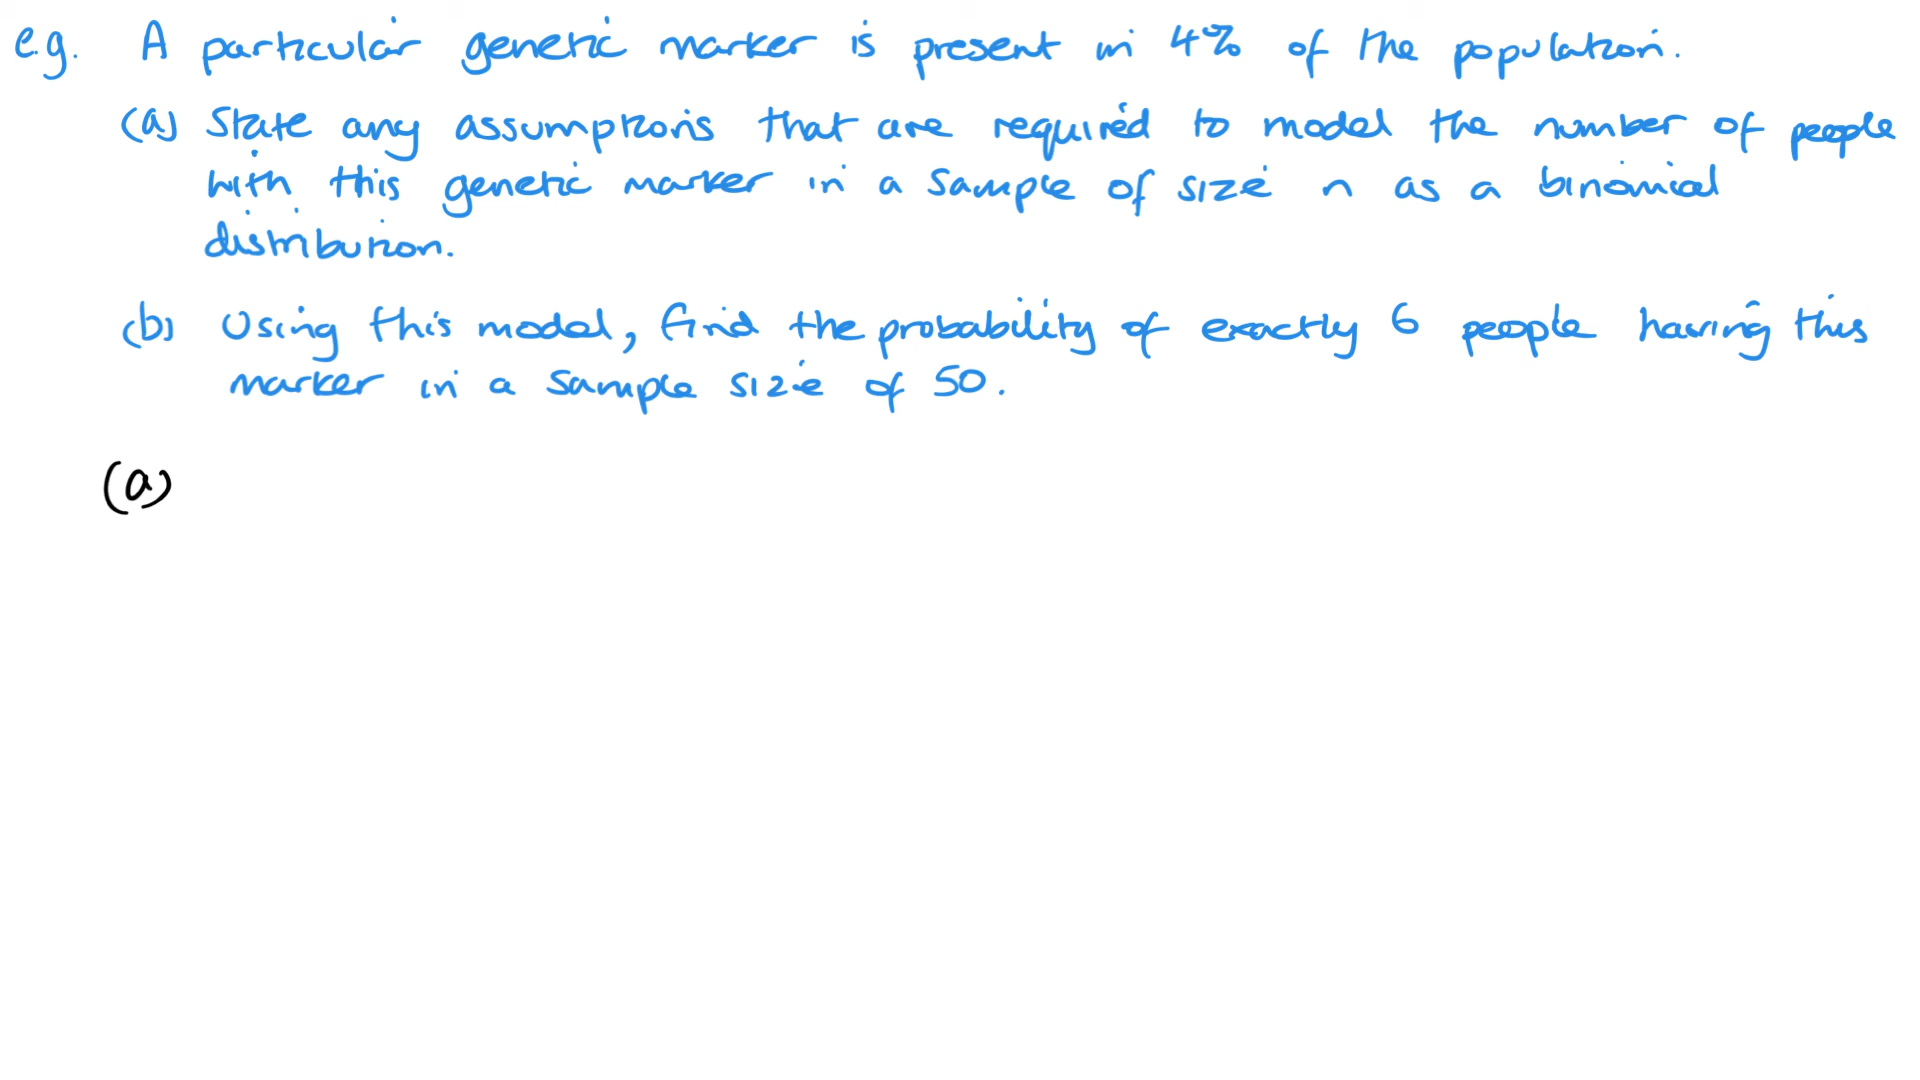 e.g. A particular genetic marker is present in 4% of the population.
(a) State any assumptions that are required to model the number of people
with this genetic marker in a sample of size n as a binomial
distribution.
(b) Using this model, find the probability of exactly 6 people having this
marker in a sample size of 50.
(a)